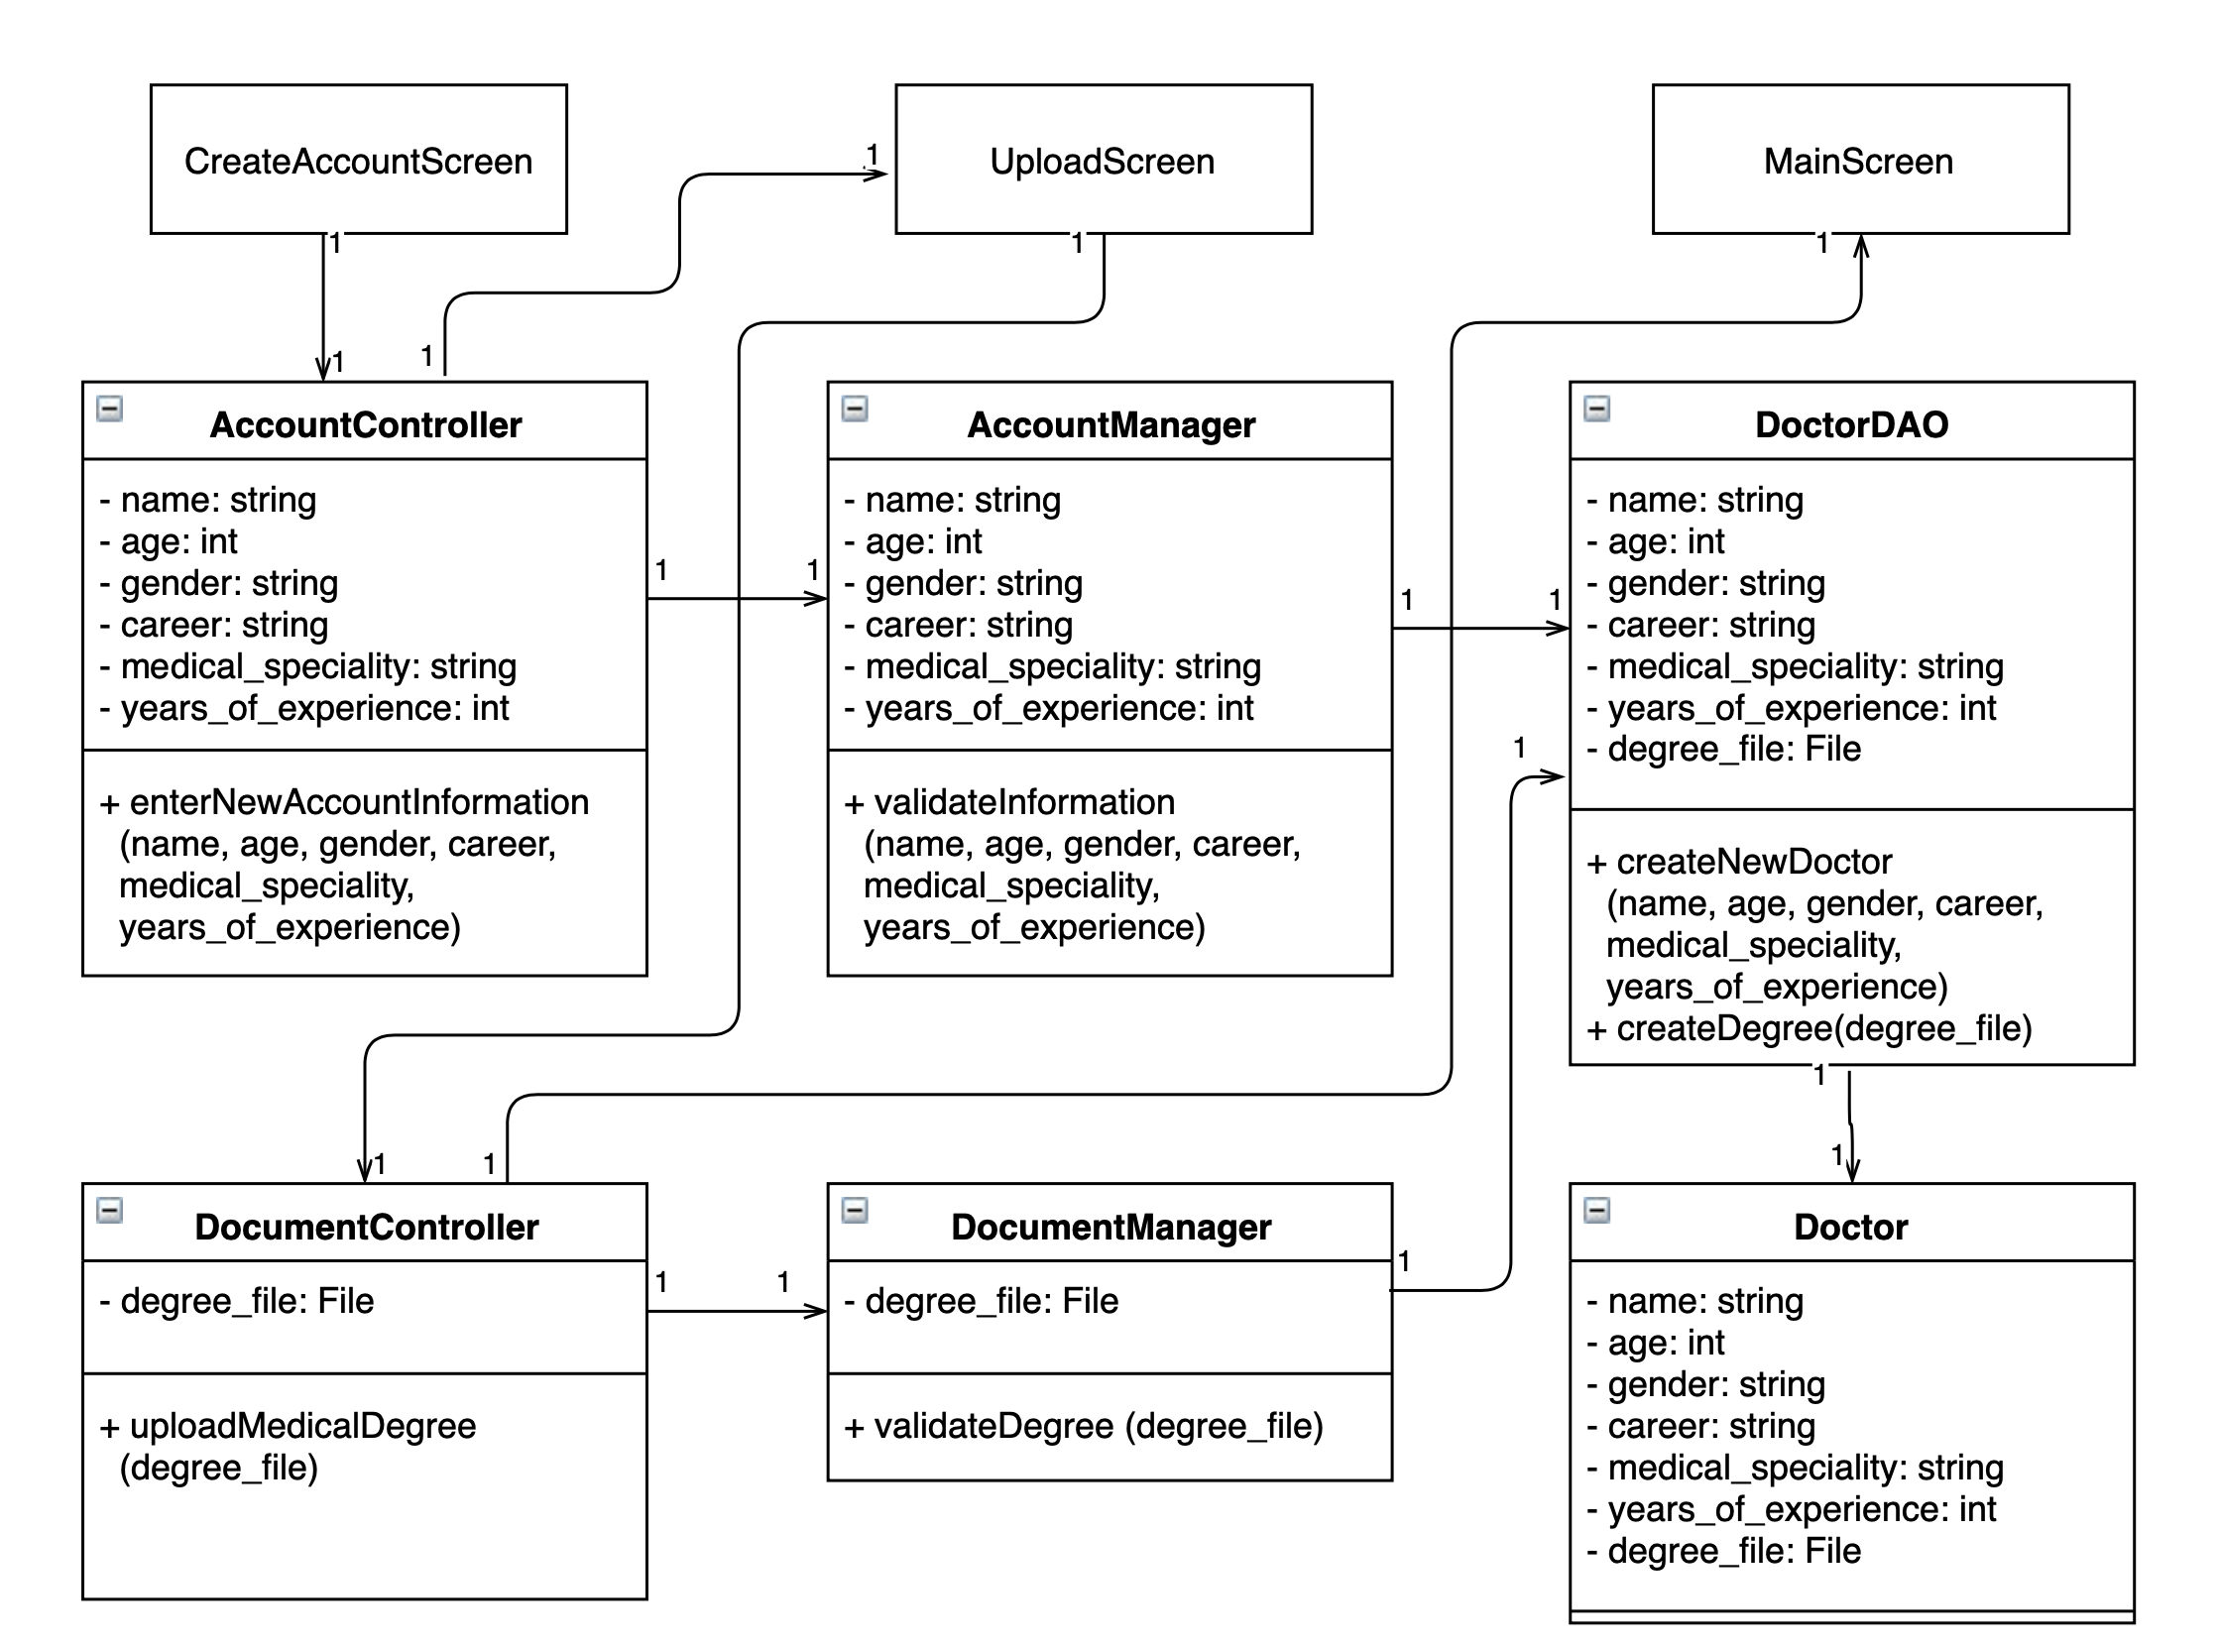 CreateAccountScreen
UploadScreen
MainScreen
1
1
1
1
1
1
AccountController
- name: string
- age: int
- gender: string
- career: string
- medical_speciality: string
- years_of_experience: int
+ enterNewAccountInformation
(name, age, gender, career,
medical_speciality,
years_of_experience)
1
1
AccountManager
- name: string
- age: int
- gender: string
- career: string
- medical_speciality: string
- years_of_experience: int
+ validateInformation
(name, age, gender, career,
medical_speciality,
years_of_experience)
1
1
1
DoctorDAO
- name: string
- age: int
- gender: string
- career: string
- medical_speciality: string
- years_of_experience: int
- degree_file: File
+ createNewDoctor
(name, age, gender, career,
medical_speciality,
years_of_experience)
+ createDegree(degree_file)
1
1
1
1
DocumentController
- degree_file: File
+ uploadMedicalDegree
(degree_file)
1
1
DocumentManager
- degree_file: File
+ validateDegree (degree_file)
1
Doctor
- name: string
- age: int
- gender: string
- career: string
- medical_speciality: string
- years_of_experience: int
- degree_file: File